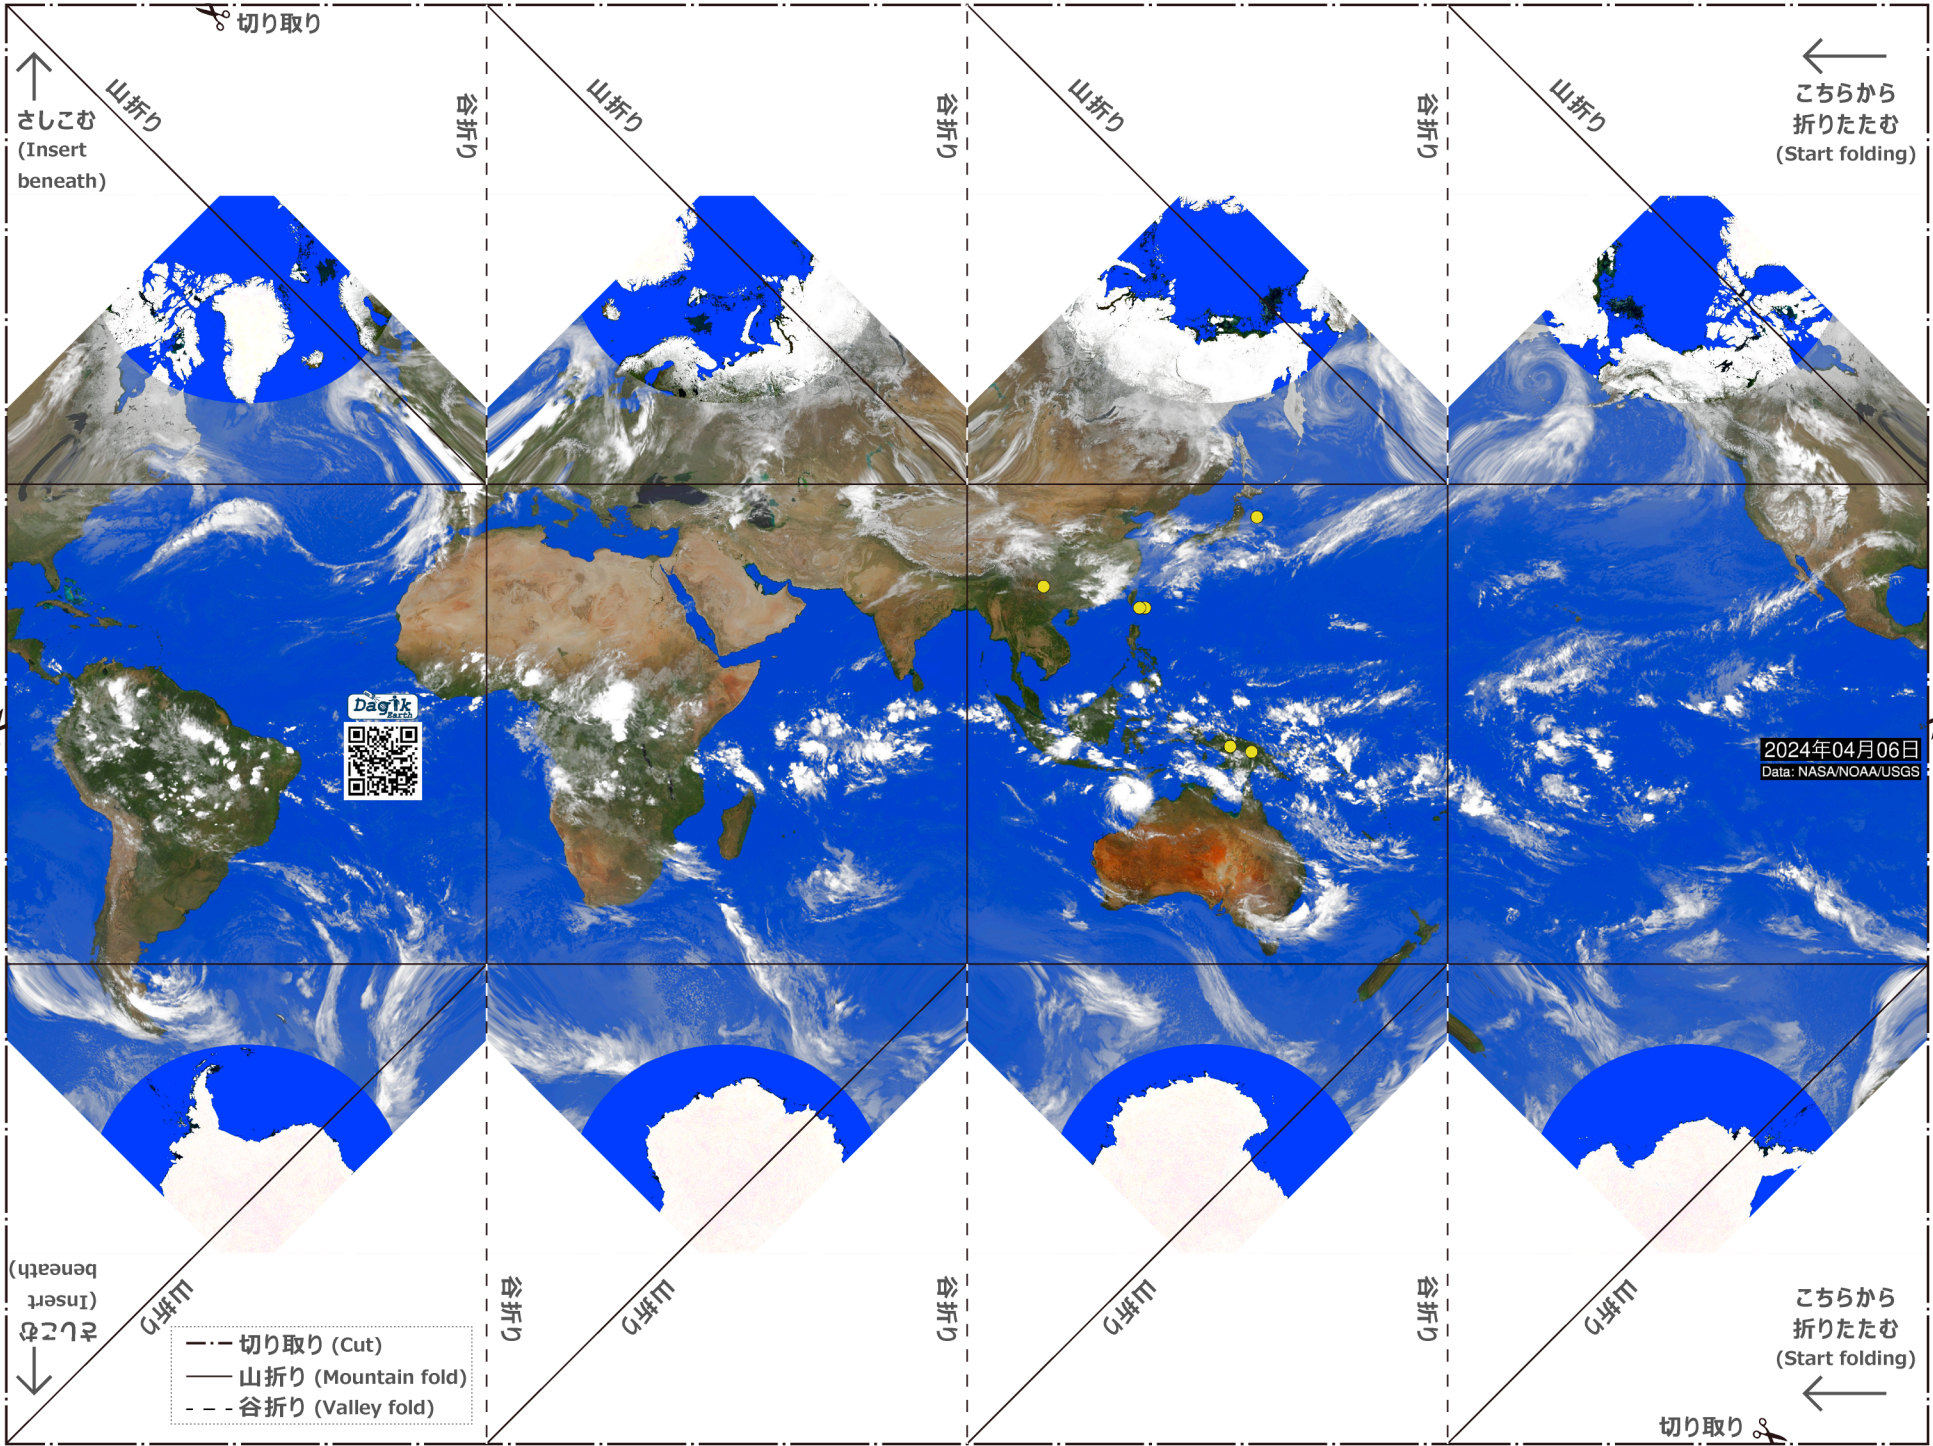 切り取り
山折り
谷折り
山折り
谷折り
山折り
谷折り
山折り
こちらから
折りたたむ
(Start folding)
さしこむ
(Insert
beneath)
Dagik
Earth
2024年04月06日
Data: NASA/NOAA/USGS
さしこむ
(Insert
beneath)
山折り
谷折り
山折り
谷折り
山折り
谷折り
山折り
こちらから
折りたたむ
(Start folding)
切り取り (Cut)
山折り (Mountain fold)
谷折り (Valley fold)
切り取り